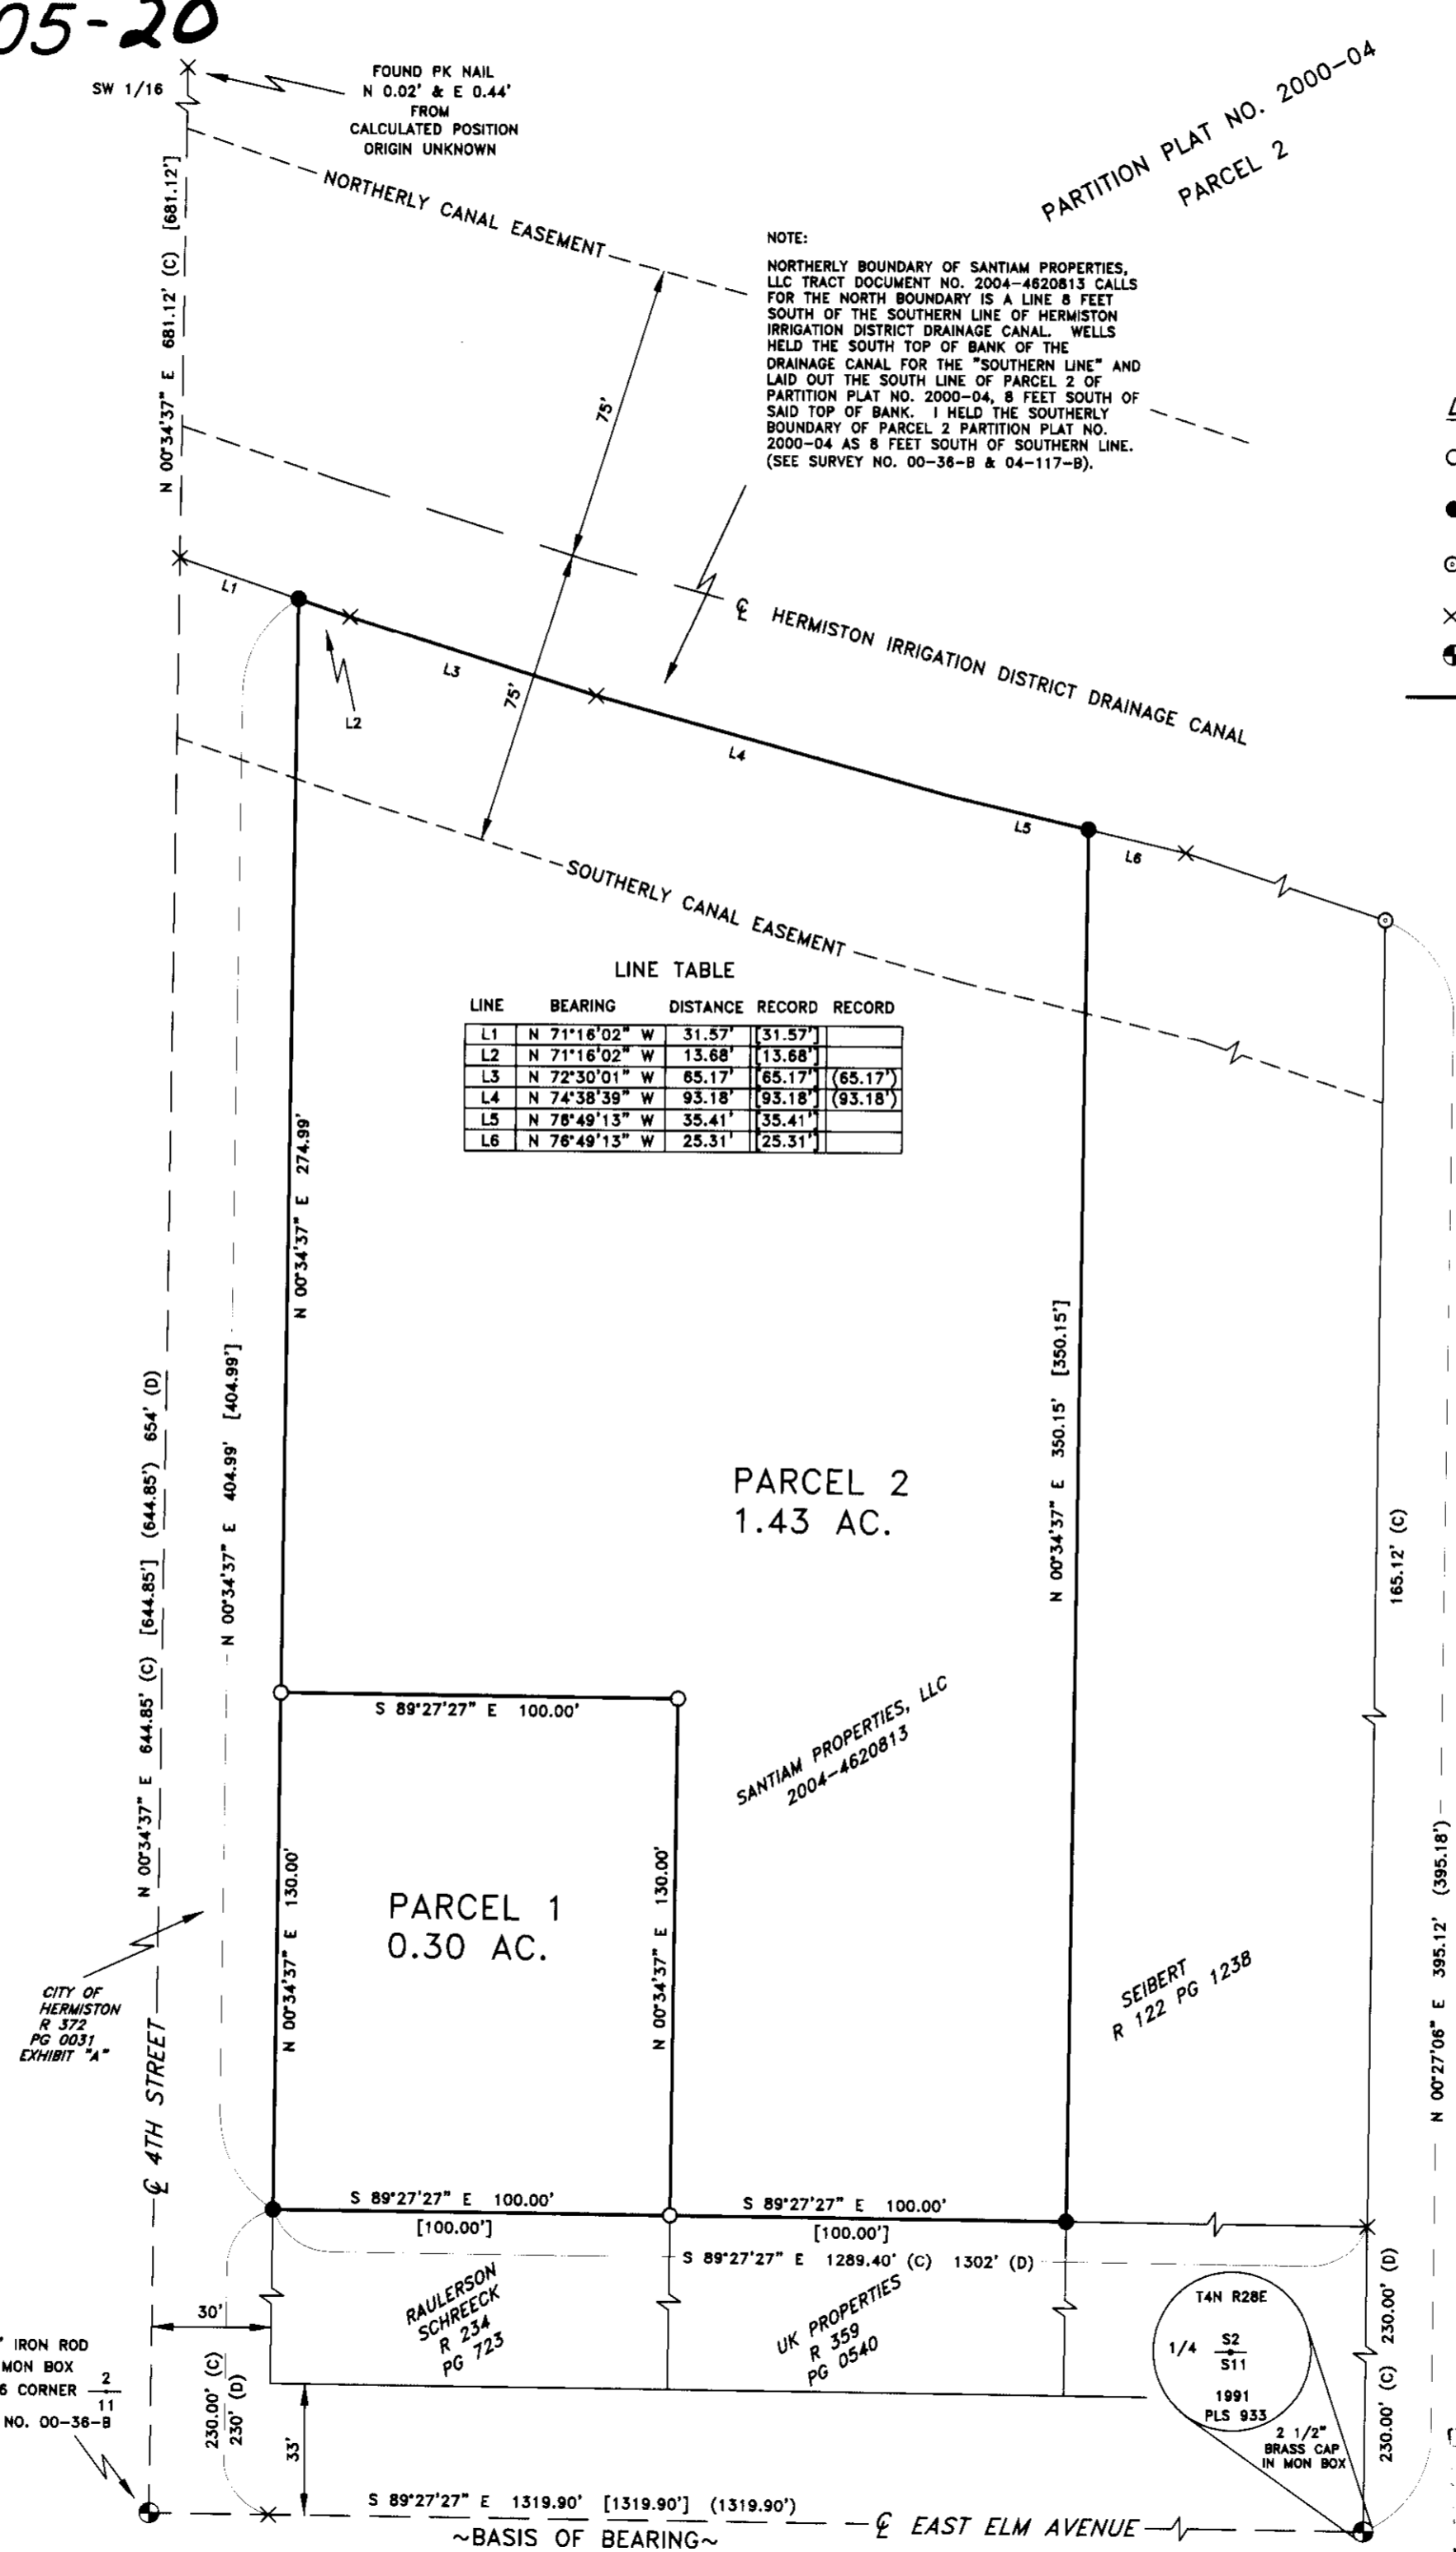 05-20
SW 1/16
FOUND PK NAIL
N 0.02' & E 0.44'
FROM
CALCULATED POSITION
ORIGIN UNKNOWN
PARTITION PLAT NO. 2000-04
PARCEL 2
N 00°34'37" E 681.12' (C) [681.12']
NORTHERLY CANAL EASEMENT
NOTE:
NORTHERLY BOUNDARY OF SANTIAM PROPERTIES,
LLC TRACT DOCUMENT NO. 2004-4620813 CALLS
FOR THE NORTH BOUNDARY IS A LINE 8 FEET
SOUTH OF THE SOUTHERN LINE OF HERMISTON
IRRIGATION DISTRICT DRAINAGE CANAL. WELLS
HELD THE SOUTH TOP OF BANK OF THE
DRAINAGE CANAL FOR THE "SOUTHERN LINE" AND
LAID OUT THE SOUTH LINE OF PARCEL 2 OF
PARTITION PLAT NO. 2000-04, 8 FEET SOUTH OF
SAID TOP OF BANK. I HELD THE SOUTHERLY
BOUNDARY OF PARCEL 2 PARTITION PLAT NO.
2000-04 AS 8 FEET SOUTH OF SOUTHERN LINE.
(SEE SURVEY NO. 00-36-B & 04-117-B).
75'
L1
L2
L3
75'
L4
L5
L6
℄ HERMISTON IRRIGATION DISTRICT DRAINAGE CANAL
SOUTHERLY CANAL EASEMENT
LINE TABLE
LINE BEARING DISTANCE RECORD RECORD
L1 N 71°16'02" W 31.57' [31.57']
L2 N 71°16'02" W 13.68' [13.68']
L3 N 72°30'01" W 65.17' [65.17'] (65.17')
L4 N 74°38'39" W 93.18' [93.18'] (93.18')
L5 N 76°49'13" W 35.41' [35.41']
L6 N 76°49'13" W 25.31' [25.31']
N 00°34'37" E 274.99'
N 00°34'37" E 404.99' [404.99']
N 00°34'37" E 644.85' (C) [644.85'] (644.85') 654' (D)
N 00°34'37" E 350.15' [350.15']
165.12' (C)
PARCEL 2
1.43 AC.
S 89°27'27" E 100.00'
SANTIAM PROPERTIES, LLC
2004-4620813
N 00°34'37" E 130.00'
PARCEL 1
0.30 AC.
N 00°34'37" E 130.00'
SEIBERT
R 122 PG 1238
N 00°27'06" E 395.12' (395.18')
CITY OF
HERMISTON
R 372
PG 0031
EXHIBIT "A"
℄ 4TH STREET
S 89°27'27" E 100.00'
[100.00']
S 89°27'27" E 100.00'
[100.00']
S 89°27'27" E 1289.40' (C) 1302' (D)
RAULERSON
SCHREECK
R 234
PG 723
UK PROPERTIES
R 359
PG 0540
T4N R28E
1/4 S2
S11
1991
PLS 933
2 1/2"
BRASS CAP
IN MON BOX
230.00' (C) 230.00' (D)
30'
IRON ROD
MON BOX
CORNER 2
11
NO. 00-36-B
230.00' (C)
230' (D)
33'
S 89°27'27" E 1319.90' [1319.90'] (1319.90')
~BASIS OF BEARING~
℄ EAST ELM AVENUE